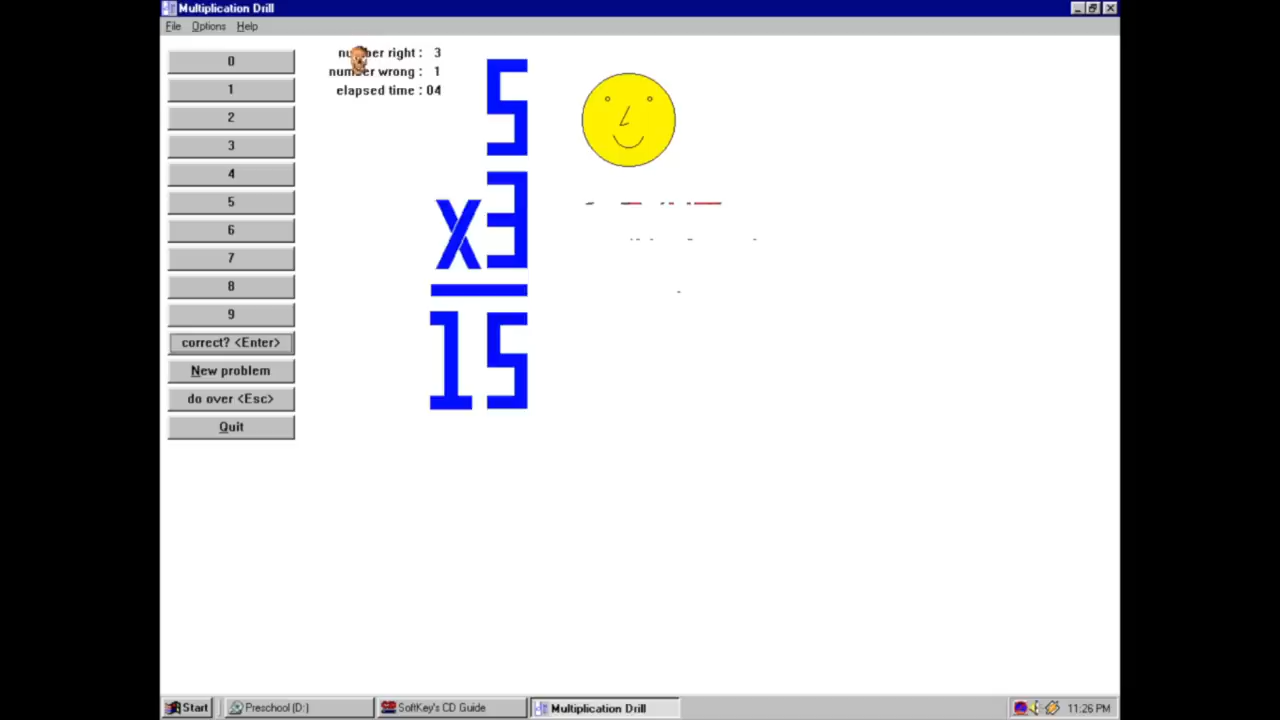 Multiplication Drill
File Options Help
0
1
2
3
4
5
6
7
8
9
correct? <Enter>
New problem
do over <Esc>
Quit
number right : 3
number wrong : 1
elapsed time : 04
5
x3
15
Start
Preschool (D:)
SoftKey's CD Guide
Multiplication Drill
11:26 PM